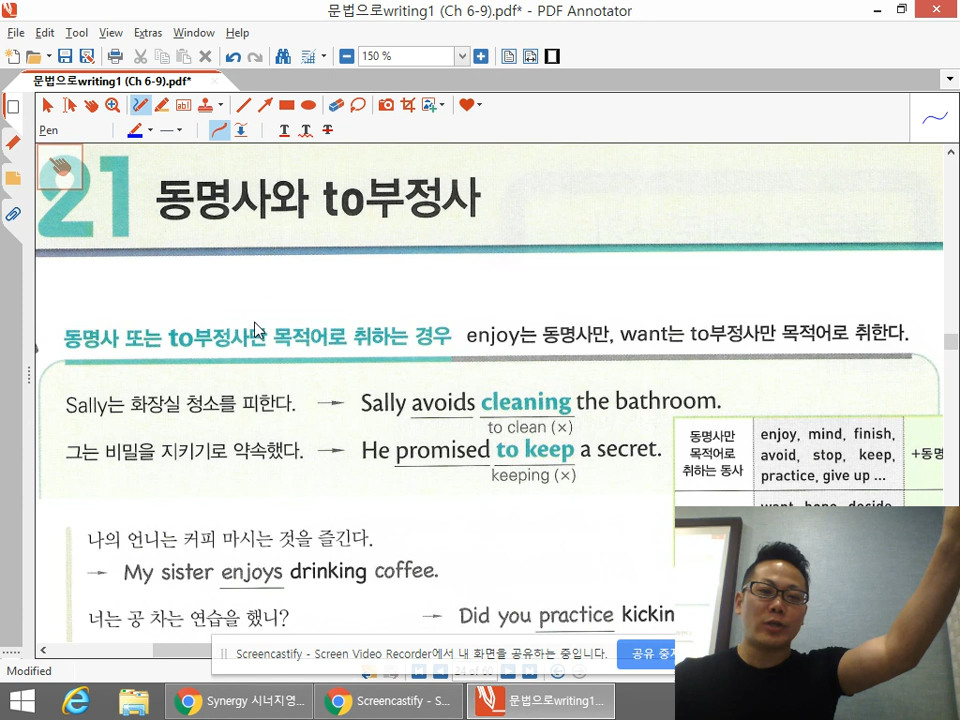 문법으로writing1 (Ch 6-9).pdf* - PDF Annotator
File Edit Tool View Extras Window Help
150 %
문법으로writing1 (Ch 6-9).pdf*
Pen
21 동명사와 to부정사
동명사 또는 to부정사만 목적어로 취하는 경우 enjoy는 동명사만, want는 to부정사만 목적어로 취한다.
Sally는 화장실 청소를 피한다. → Sally avoids cleaning the bathroom.
to clean (×)
그는 비밀을 지키기로 약속했다. → He promised to keep a secret.
keeping (×)
동명사만
목적어로
취하는 동사
enjoy, mind, finish,
avoid, stop, keep,
practice, give up ...
+동명
want, hope, decide
나의 언니는 커피 마시는 것을 즐긴다.
→ My sister enjoys drinking coffee.
너는 공 차는 연습을 했니? → Did you practice kickin
Screencastify - Screen Video Recorder에서 내 화면을 공유하는 중입니다. 공유 중지
24 of 60
Modified
Synergy 시너지영... Screencastify - S... 문법으로writing1...